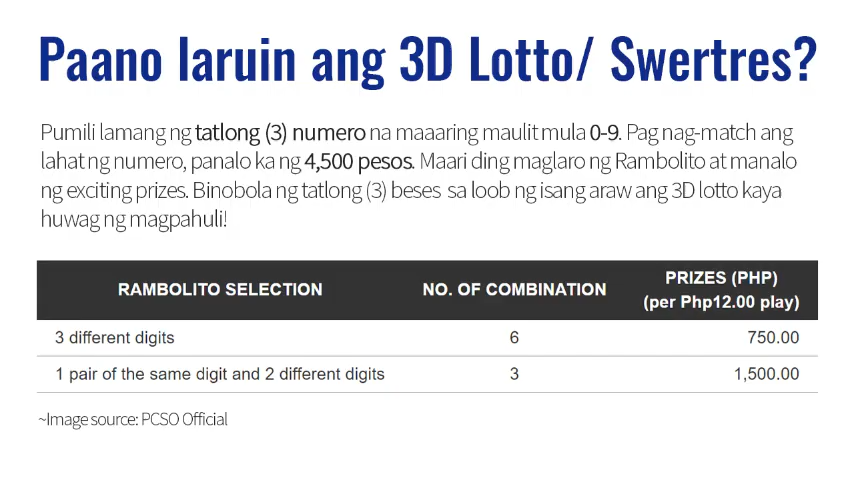 Paano laruin ang 3D Lotto/ Swertres?
Pumili lamang ng tatlong (3) numero na maaaring maulit mula 0-9. Pag nag-match ang
lahat ng numero, panalo ka ng 4,500 pesos. Maari ding maglaro ng Rambolito at manalo
ng exciting prizes. Binobola ng tatlong (3) beses sa loob ng isang araw ang 3D lotto kaya
huwag ng magpahuli!
RAMBOLITO SELECTION NO. OF COMBINATION PRIZES (PHP)
(per Php12.00 play)
3 different digits 6 750.00
1 pair of the same digit and 2 different digits 3 1,500.00
~Image source: PCSO Official